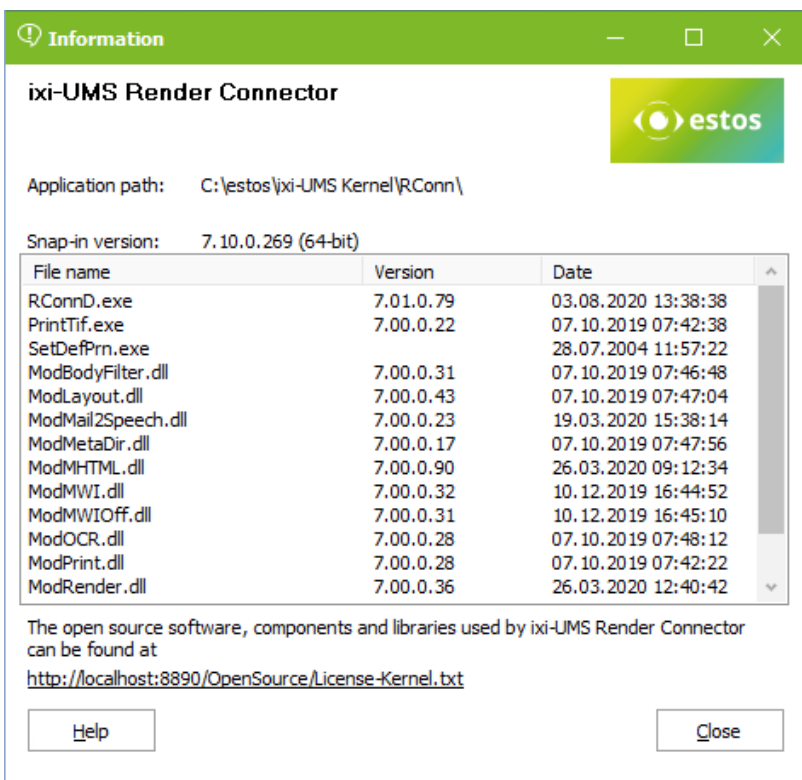 Information
ixi-UMS Render Connector
estos
Application path: C:\estos\ixi-UMS Kernel\RConn\
Snap-in version: 7.10.0.269 (64-bit)
File name Version Date
RConnD.exe 7.01.0.79 03.08.2020 13:38:38
PrintTif.exe 7.00.0.22 07.10.2019 07:42:38
SetDefPrn.exe 28.07.2004 11:57:22
ModBodyFilter.dll 7.00.0.31 07.10.2019 07:46:48
ModLayout.dll 7.00.0.43 07.10.2019 07:47:04
ModMail2Speech.dll 7.00.0.23 19.03.2020 15:38:14
ModMetaDir.dll 7.00.0.17 07.10.2019 07:47:56
ModMHTML.dll 7.00.0.90 26.03.2020 09:12:34
ModMWI.dll 7.00.0.32 10.12.2019 16:44:52
ModMWIOff.dll 7.00.0.31 10.12.2019 16:45:10
ModOCR.dll 7.00.0.28 07.10.2019 07:48:12
ModPrint.dll 7.00.0.28 07.10.2019 07:42:22
ModRender.dll 7.00.0.36 26.03.2020 12:40:42
The open source software, components and libraries used by ixi-UMS Render Connector
can be found at
http://localhost:8890/OpenSource/License-Kernel.txt
Help Close